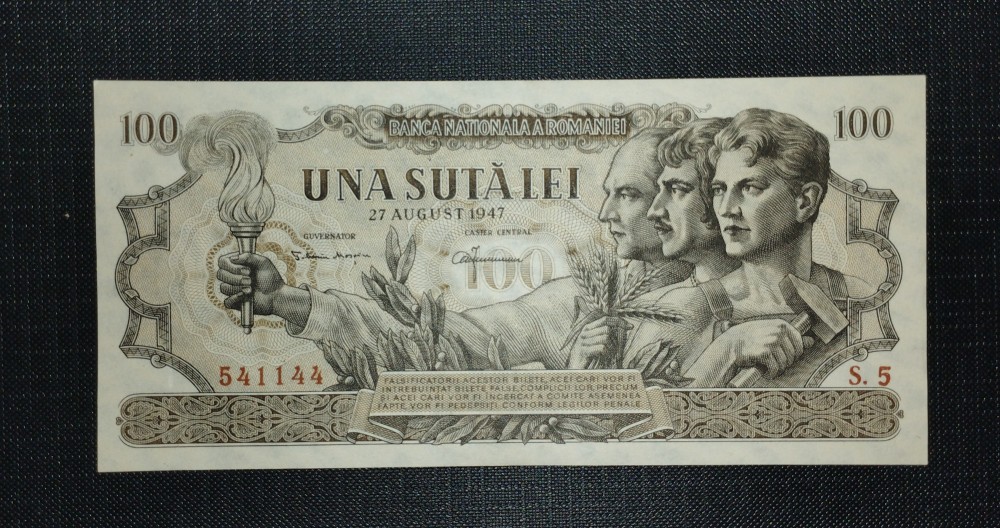 100
BANCA NATIONALA A ROMANIEI
100
UNA SUTĂ LEI
27 AUGUST 1947
GUVERNATOR
CASIER CENTRAL
100
541144
S. 5
FALSIFICATORII ACESTOR BILETE, ACEI CARI VOR FI
INTREBUINTAT BILETE FALSE, COMPLICII LOR, PRECUM
SI ACEI CARI VOR FI INCERCAT A COMITE ASEMENEA
FAPTE, VOR FI PEDEPSITI CONFORM LEGILOR PENALE.